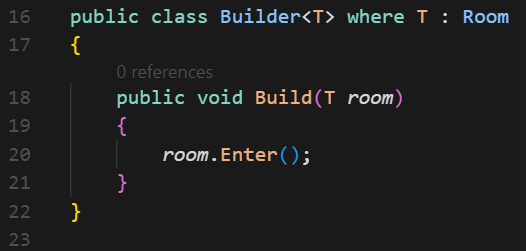 16 public class Builder<T> where T : Room
17 {
0 references
18 public void Build(T room)
19 {
20 room.Enter();
21 }
22 }
23